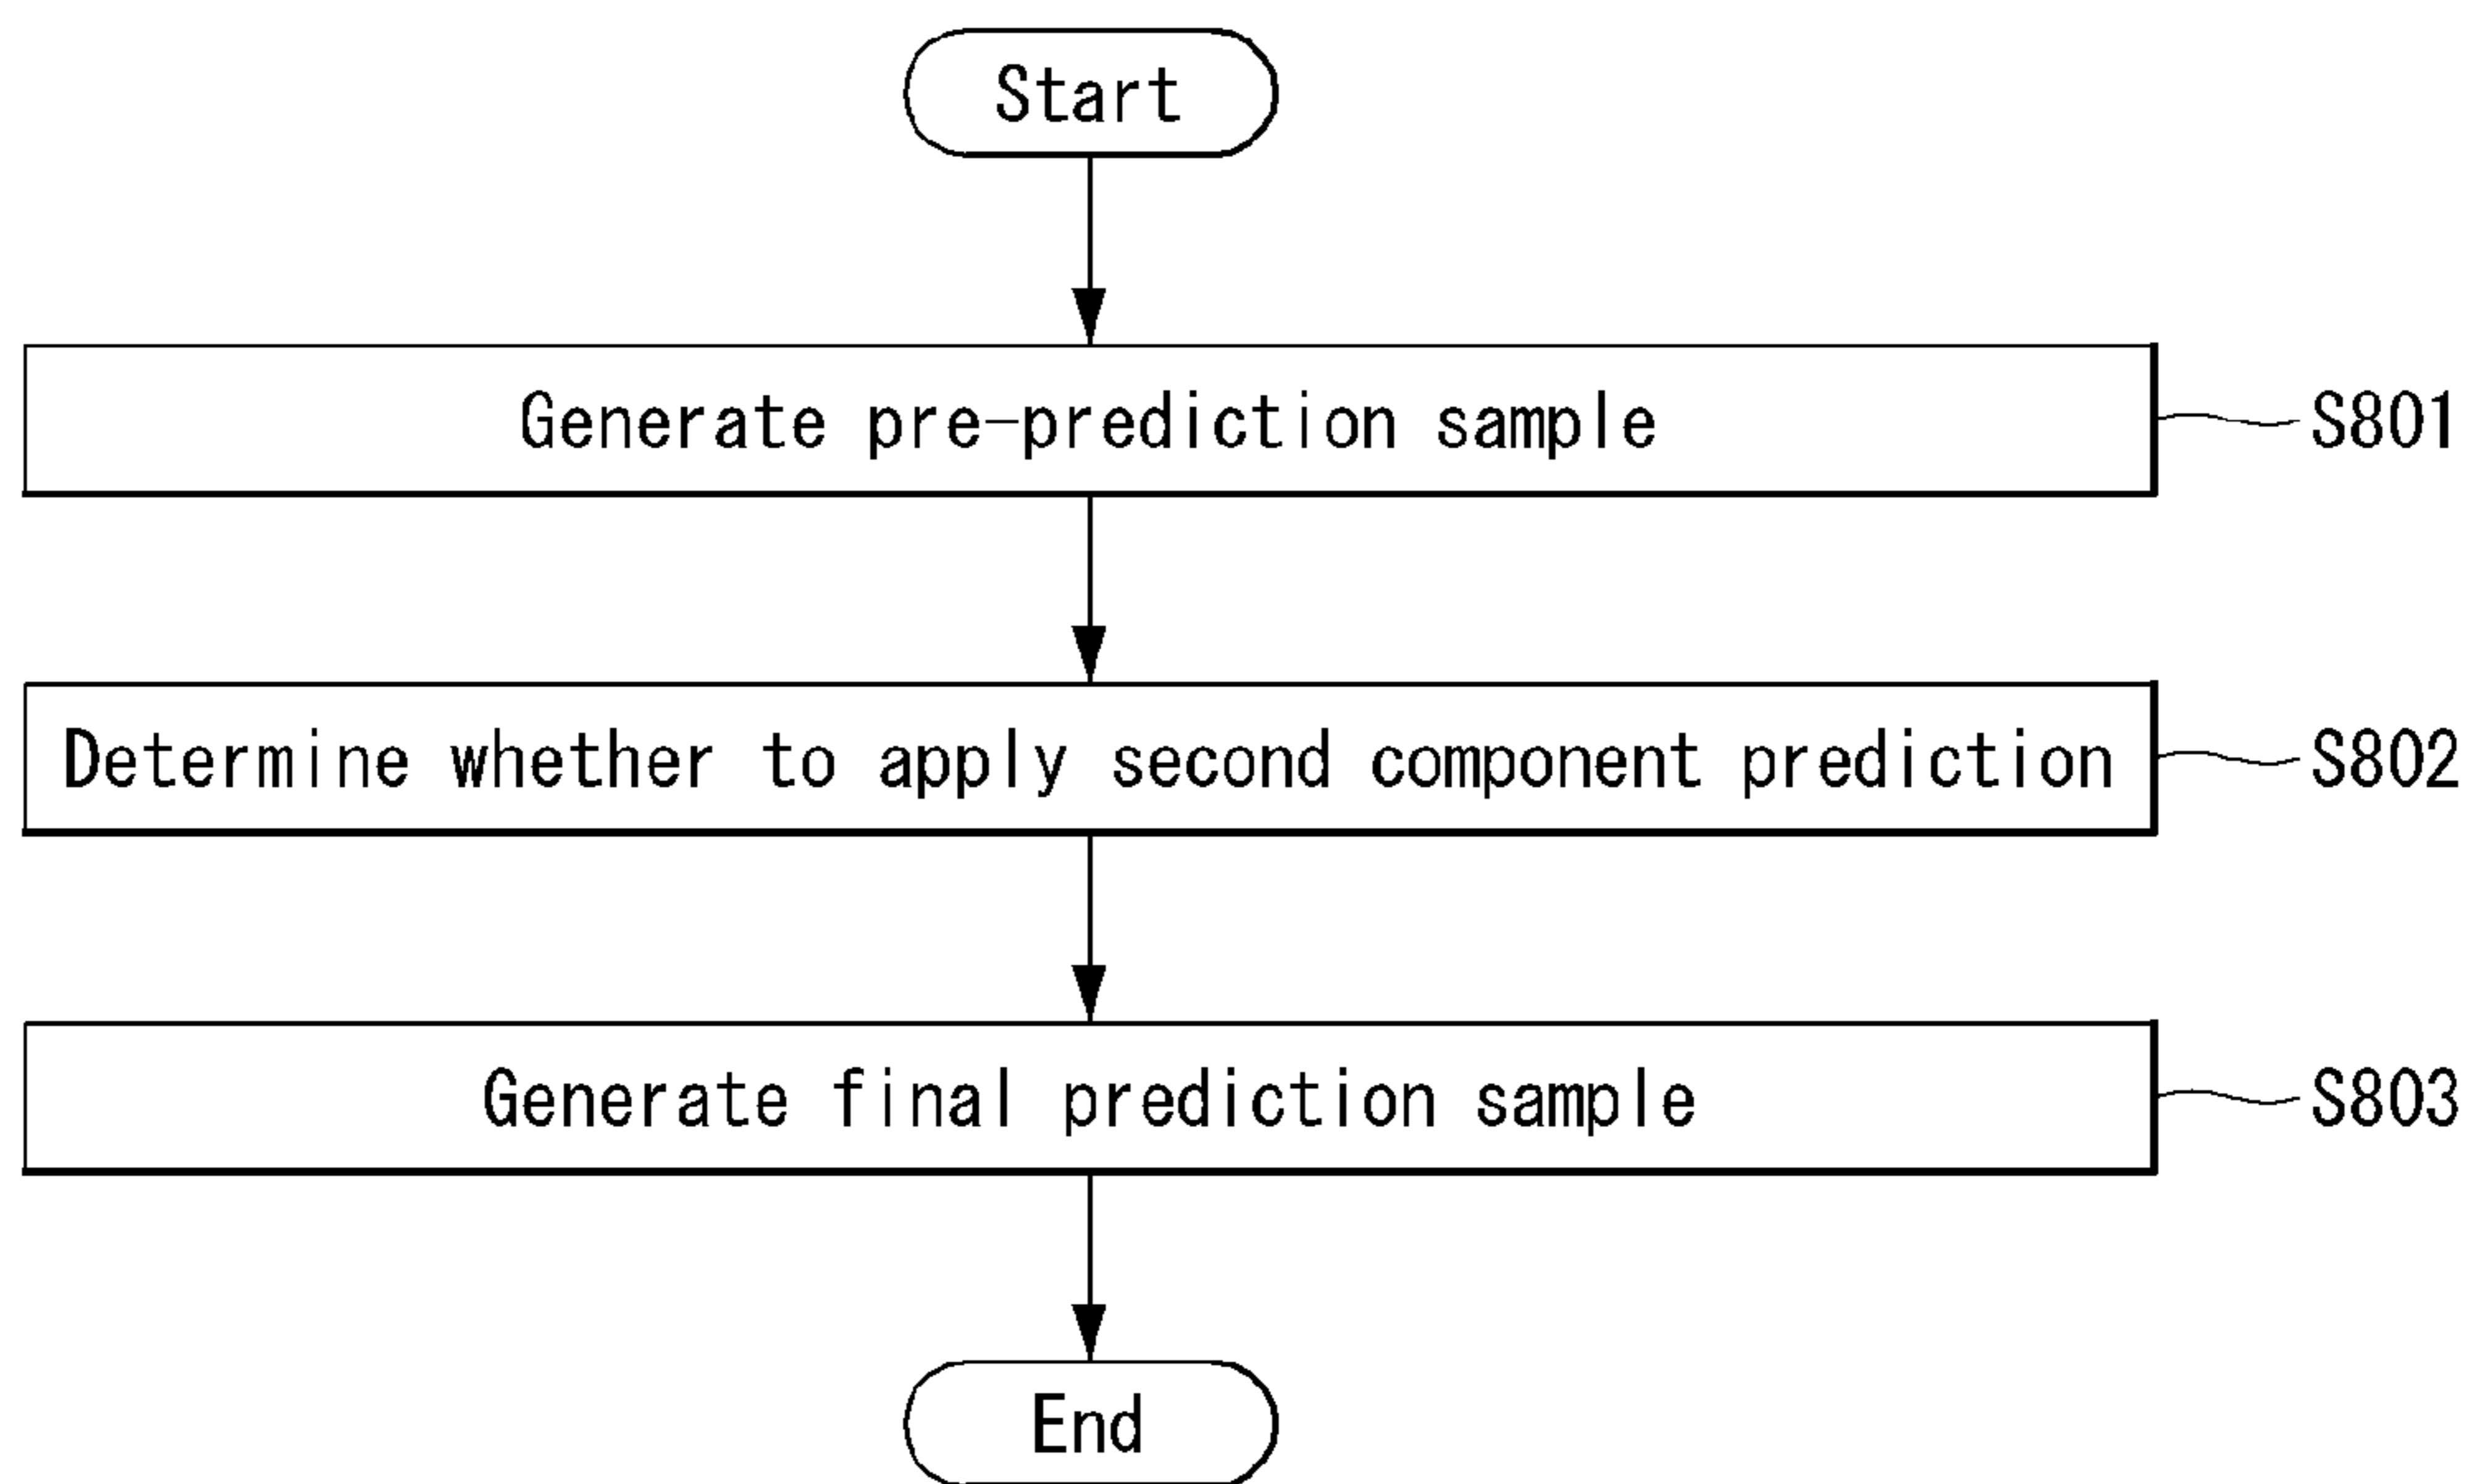 Start
Generate pre-prediction sample
S801
Determine whether to apply second component prediction
S802
Generate final prediction sample
S803
End